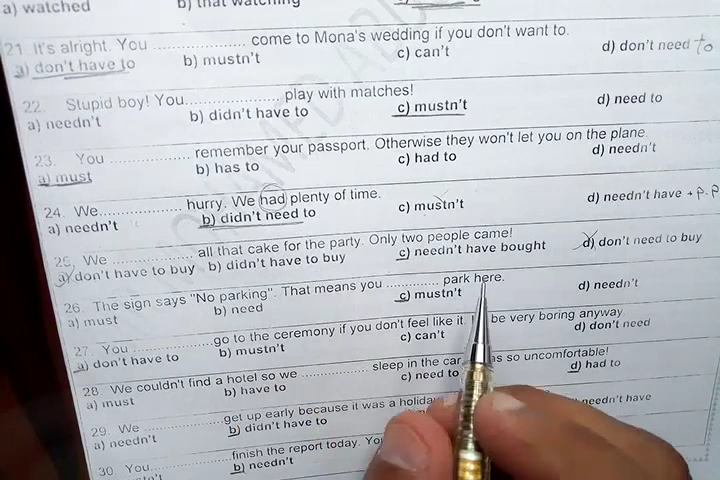 a) watched b) that watching
21 It's alright. You .................... come to Mona's wedding if you don't want to.
a) don't have to b) mustn't c) can't d) don't need to
22. Stupid boy! You.................... play with matches!
a) needn't b) didn't have to c) mustn't d) need to
23. You .................. remember your passport. Otherwise they won't let you on the plane.
a) must b) has to c) had to d) needn't
24. We................... hurry. We had plenty of time.
a) needn't b) didn't need to c) mustn't d) needn't have + P.P
25, We .................... all that cake for the party. Only two people came!
a) don't have to buy b) didn't have to buy c) needn't have bought d) don't need to buy
26. The sign says "No parking". That means you ............. park here.
a) must b) need c) mustn't d) needn't
27. You ....................go to the ceremony if you don't feel like it. be very boring anyway
a) don't have to b) mustn't c) can't d) don't need
28. We couldn't find a hotel so we ................ sleep in the car as so uncomfortable!
a) must b) have to c) need to d) had to
29. We ....................get up early because it was a holida
a) needn't b) didn't have to needn't have
30. You....................finish the report today. Yo
b) needn't